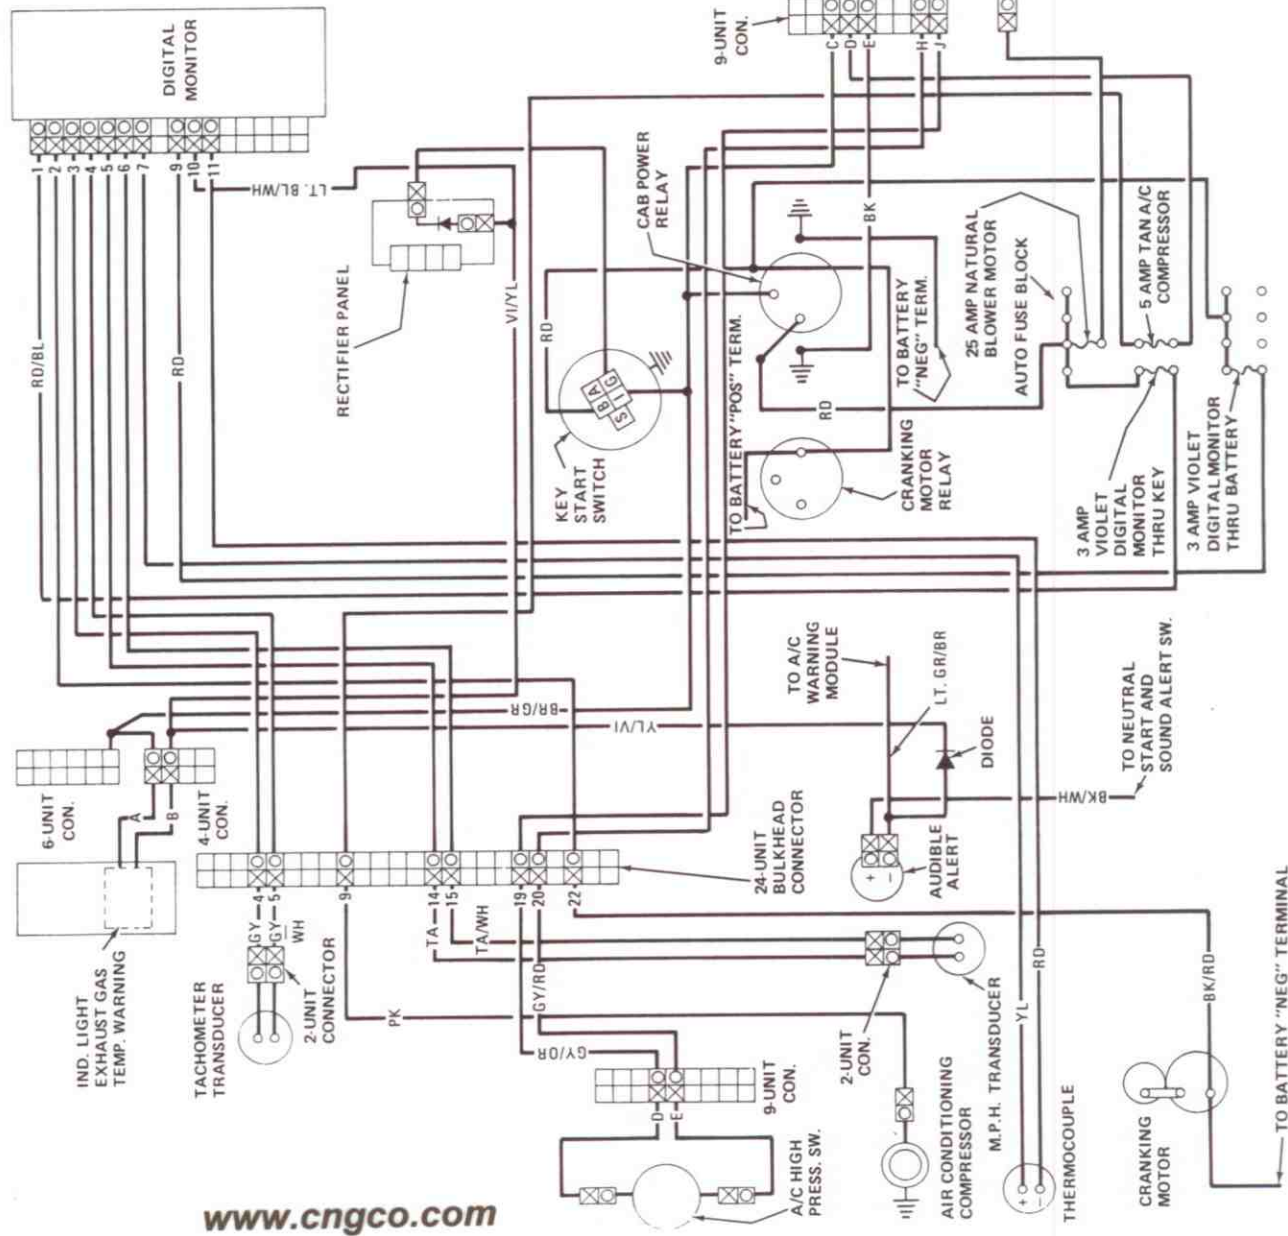 DIGITAL
MONITOR
1
2
3
4
5
6
7
9
10
11
LT. BL/WH
RD/BL
RD
RECTIFIER PANEL
VI/YL
9-UNIT
CON.
C
D
E
H
J
CAB POWER
RELAY
BK
25 AMP NATURAL
BLOWER MOTOR
AUTO FUSE BLOCK
5 AMP TAN A/C
COMPRESSOR
RD
B
A
S
I
G
KEY
START
SWITCH
TO BATTERY "POS" TERM.
TO BATTERY
"NEG" TERM.
RD
CRANKING
MOTOR
RELAY
3 AMP
VIOLET
DIGITAL
MONITOR
THRU KEY
3 AMP VIOLET
DIGITAL MONITOR
THRU BATTERY
6-UNIT
CON.
4-UNIT
CON.
A
B
BR/GR
YL/VI
TO A/C
WARNING
MODULE
LT. GR/BR
DIODE
TO NEUTRAL
START AND
SOUND ALERT SW.
BK/WH
IND. LIGHT
EXHAUST GAS
TEMP. WARNING
TACHOMETER
TRANSDUCER
2-UNIT
CONNECTOR
GY
4
GY
5
WH
9
14
15
19
20
22
TA
TA/WH
24-UNIT
BULKHEAD
CONNECTOR
+
-
AUDIBLE
ALERT
PK
GY/RD
GY/OR
9-UNIT
CON.
D
E
A/C HIGH
PRESS. SW.
2-UNIT
CON.
M.P.H. TRANSDUCER
AIR CONDITIONING
COMPRESSOR
YL
RD
+
-
THERMOCOUPLE
BK/RD
CRANKING
MOTOR
TO BATTERY "NEG" TERMINAL
www.cngco.com